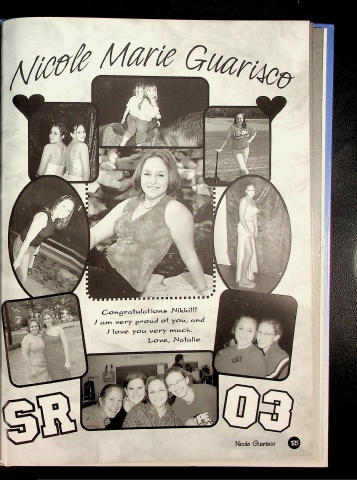 Nicole Marie Guarisco
Congratulations Nikki!!!
I am very proud of you, and
I love you very much.
Love, Natalie
SR 03
Nicole Guarisco